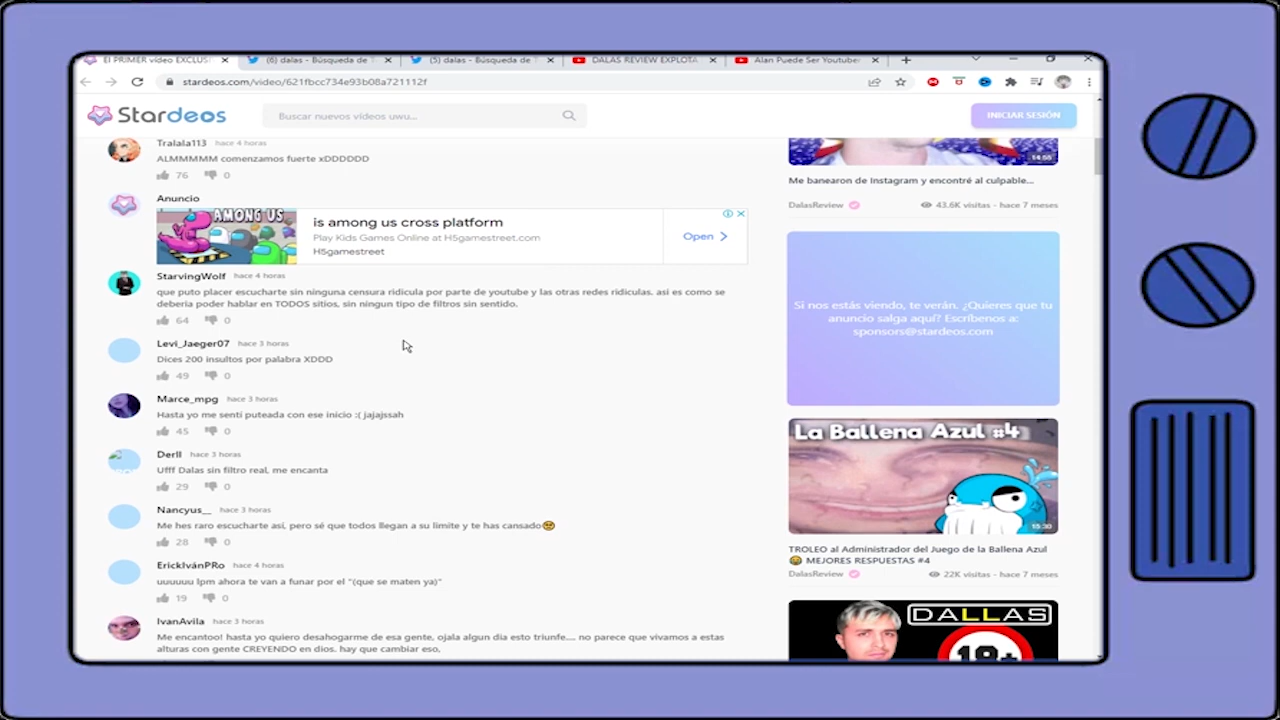 El PRIMER vídeo EXCLUS
(6) dalas - Búsqueda de T
(5) dalas - Búsqueda de T
DALAS REVIEW EXPLOTA
Alan Puede Ser Youtuber
stardeos.com/video/621fbcc734e93b08a721112f
Stardeos
Buscar nuevos vídeos uwu...
INICIAR SESIÓN
Tralala113 hace 4 horas
ALMMMMM comenzamos fuerte xDDDDDD
76 0
Anuncio
AMONG US
is among us cross platform
Play Kids Games Online at H5gamestreet.com
H5gamestreet
Open
StarvingWolf hace 4 horas
que puto placer escucharte sin ninguna censura ridicula por parte de youtube y las otras redes ridiculas. asi es como se
deberia poder hablar en TODOS sitios, sin ningun tipo de filtros sin sentido.
64 0
Levi_Jaeger07 hace 3 horas
Dices 200 insultos por palabra XDDD
49 0
Marce_mpg hace 3 horas
Hasta yo me senti puteada con ese inicio :( jajajssah
45 0
Derll hace 3 horas
Ufff Dalas sin filtro real, me encanta
29 0
Nancyus__ hace 3 horas
Me hes raro escucharte asi, pero sé que todos llegan a su limite y te has cansado🥺
28 0
ErickIvánPRo hace 4 horas
uuuuuu lpm ahora te van a funar por el "(que se maten ya)"
19 0
IvanAvila hace 3 horas
Me encantoo! hasta yo quiero desahogarme de esa gente, ojala algun dia esto triunfe.... no parece que vivamos a estas
alturas con gente CREYENDO en dios. hay que cambiar eso,
14:55
Me banearon de Instagram y encontré al culpable...
DalasReview 43.6K visitas - hace 7 meses
Si nos estás viendo, te verán. ¿Quieres que tu
anuncio salga aquí? Escríbenos a:
sponsors@stardeos.com
La Ballena Azul #4
15:30
TROLEO al Administrador del Juego de la Ballena Azul
MEJORES RESPUESTAS #4
DalasReview 22K visitas - hace 7 meses
DALLAS
18+